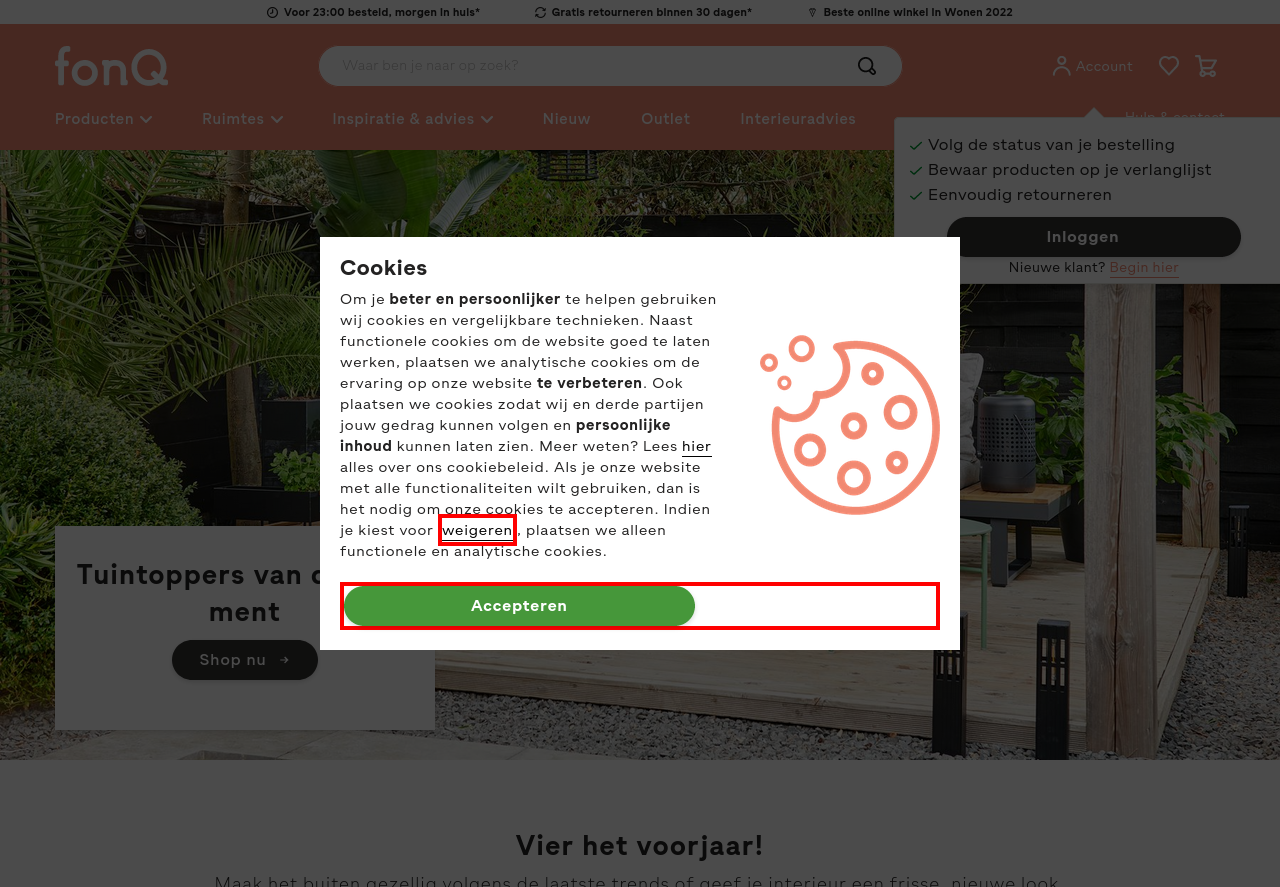 Voor 23:00 besteld, morgen in huis*
Gratis retourneren binnen 30 dagen*
Beste online winkel in Wonen 2022
fonQ
Waar ben je naar op zoek?
Account
Producten
Ruimtes
Inspiratie & advies
Nieuw
Outlet
Interieuradvies
Hulp & contact
Volg de status van je bestelling
Bewaar producten op je verlanglijst
Eenvoudig retourneren
Inloggen
Nieuwe klant? Begin hier
Cookies
Om je beter en persoonlijker te helpen gebruiken
wij cookies en vergelijkbare technieken. Naast
functionele cookies om de website goed te laten
werken, plaatsen we analytische cookies om de
ervaring op onze website te verbeteren. Ook
plaatsen we cookies zodat wij en derde partijen
jouw gedrag kunnen volgen en persoonlijke
inhoud kunnen laten zien. Meer weten? Lees hier
alles over ons cookiebeleid. Als je onze website
met alle functionaliteiten wilt gebruiken, dan is
het nodig om onze cookies te accepteren. Indien
je kiest voor weigeren, plaatsen we alleen
functionele en analytische cookies.
Accepteren
Tuintoppers van
ment
Shop nu
Vier het voorjaar!
Maak het buiten gezellig volgens de laatste trends of geef je interieur een frisse, nieuwe look